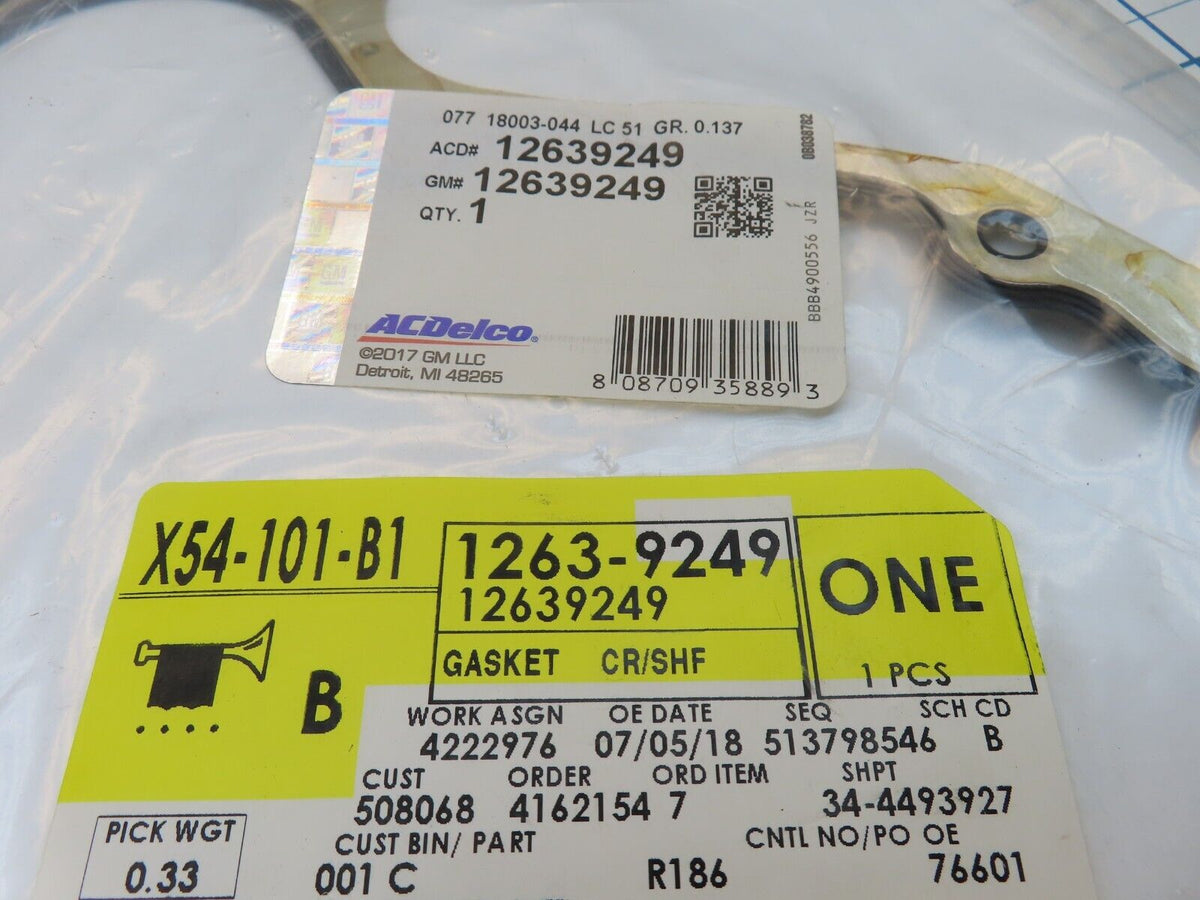 077 18003-044 LC 51 GR. 0.137
ACD# 12639249
GM# 12639249
QTY. 1
0B038782
BBB4900556 JZR
GM
ACDelco
©2017 GM LLC
Detroit, MI 48265
8 08709 35889 3
X54-101-B1
1263-9249
12639249
ONE
GASKET CR/SHF
1 PCS
B
WORK ASGN OE DATE SEQ SCH CD
4222976 07/05/18 513798546 B
CUST ORDER ORD ITEM SHPT
508068 4162154 7 34-4493927
PICK WGT CUST BIN/ PART CNTL NO/PO OE
0.33 001 C R186 76601